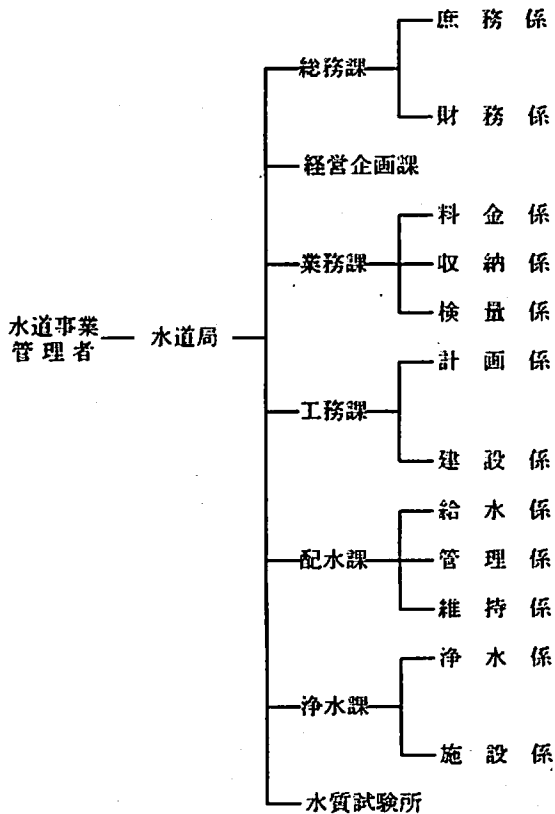 水道事業
管理者
水道局
総務課
庶務係
財務係
経営企画課
業務課
料金係
収納係
検量係
工務課
計画係
建設係
配水課
給水係
管理係
維持係
浄水課
浄水係
施設係
水質試験所